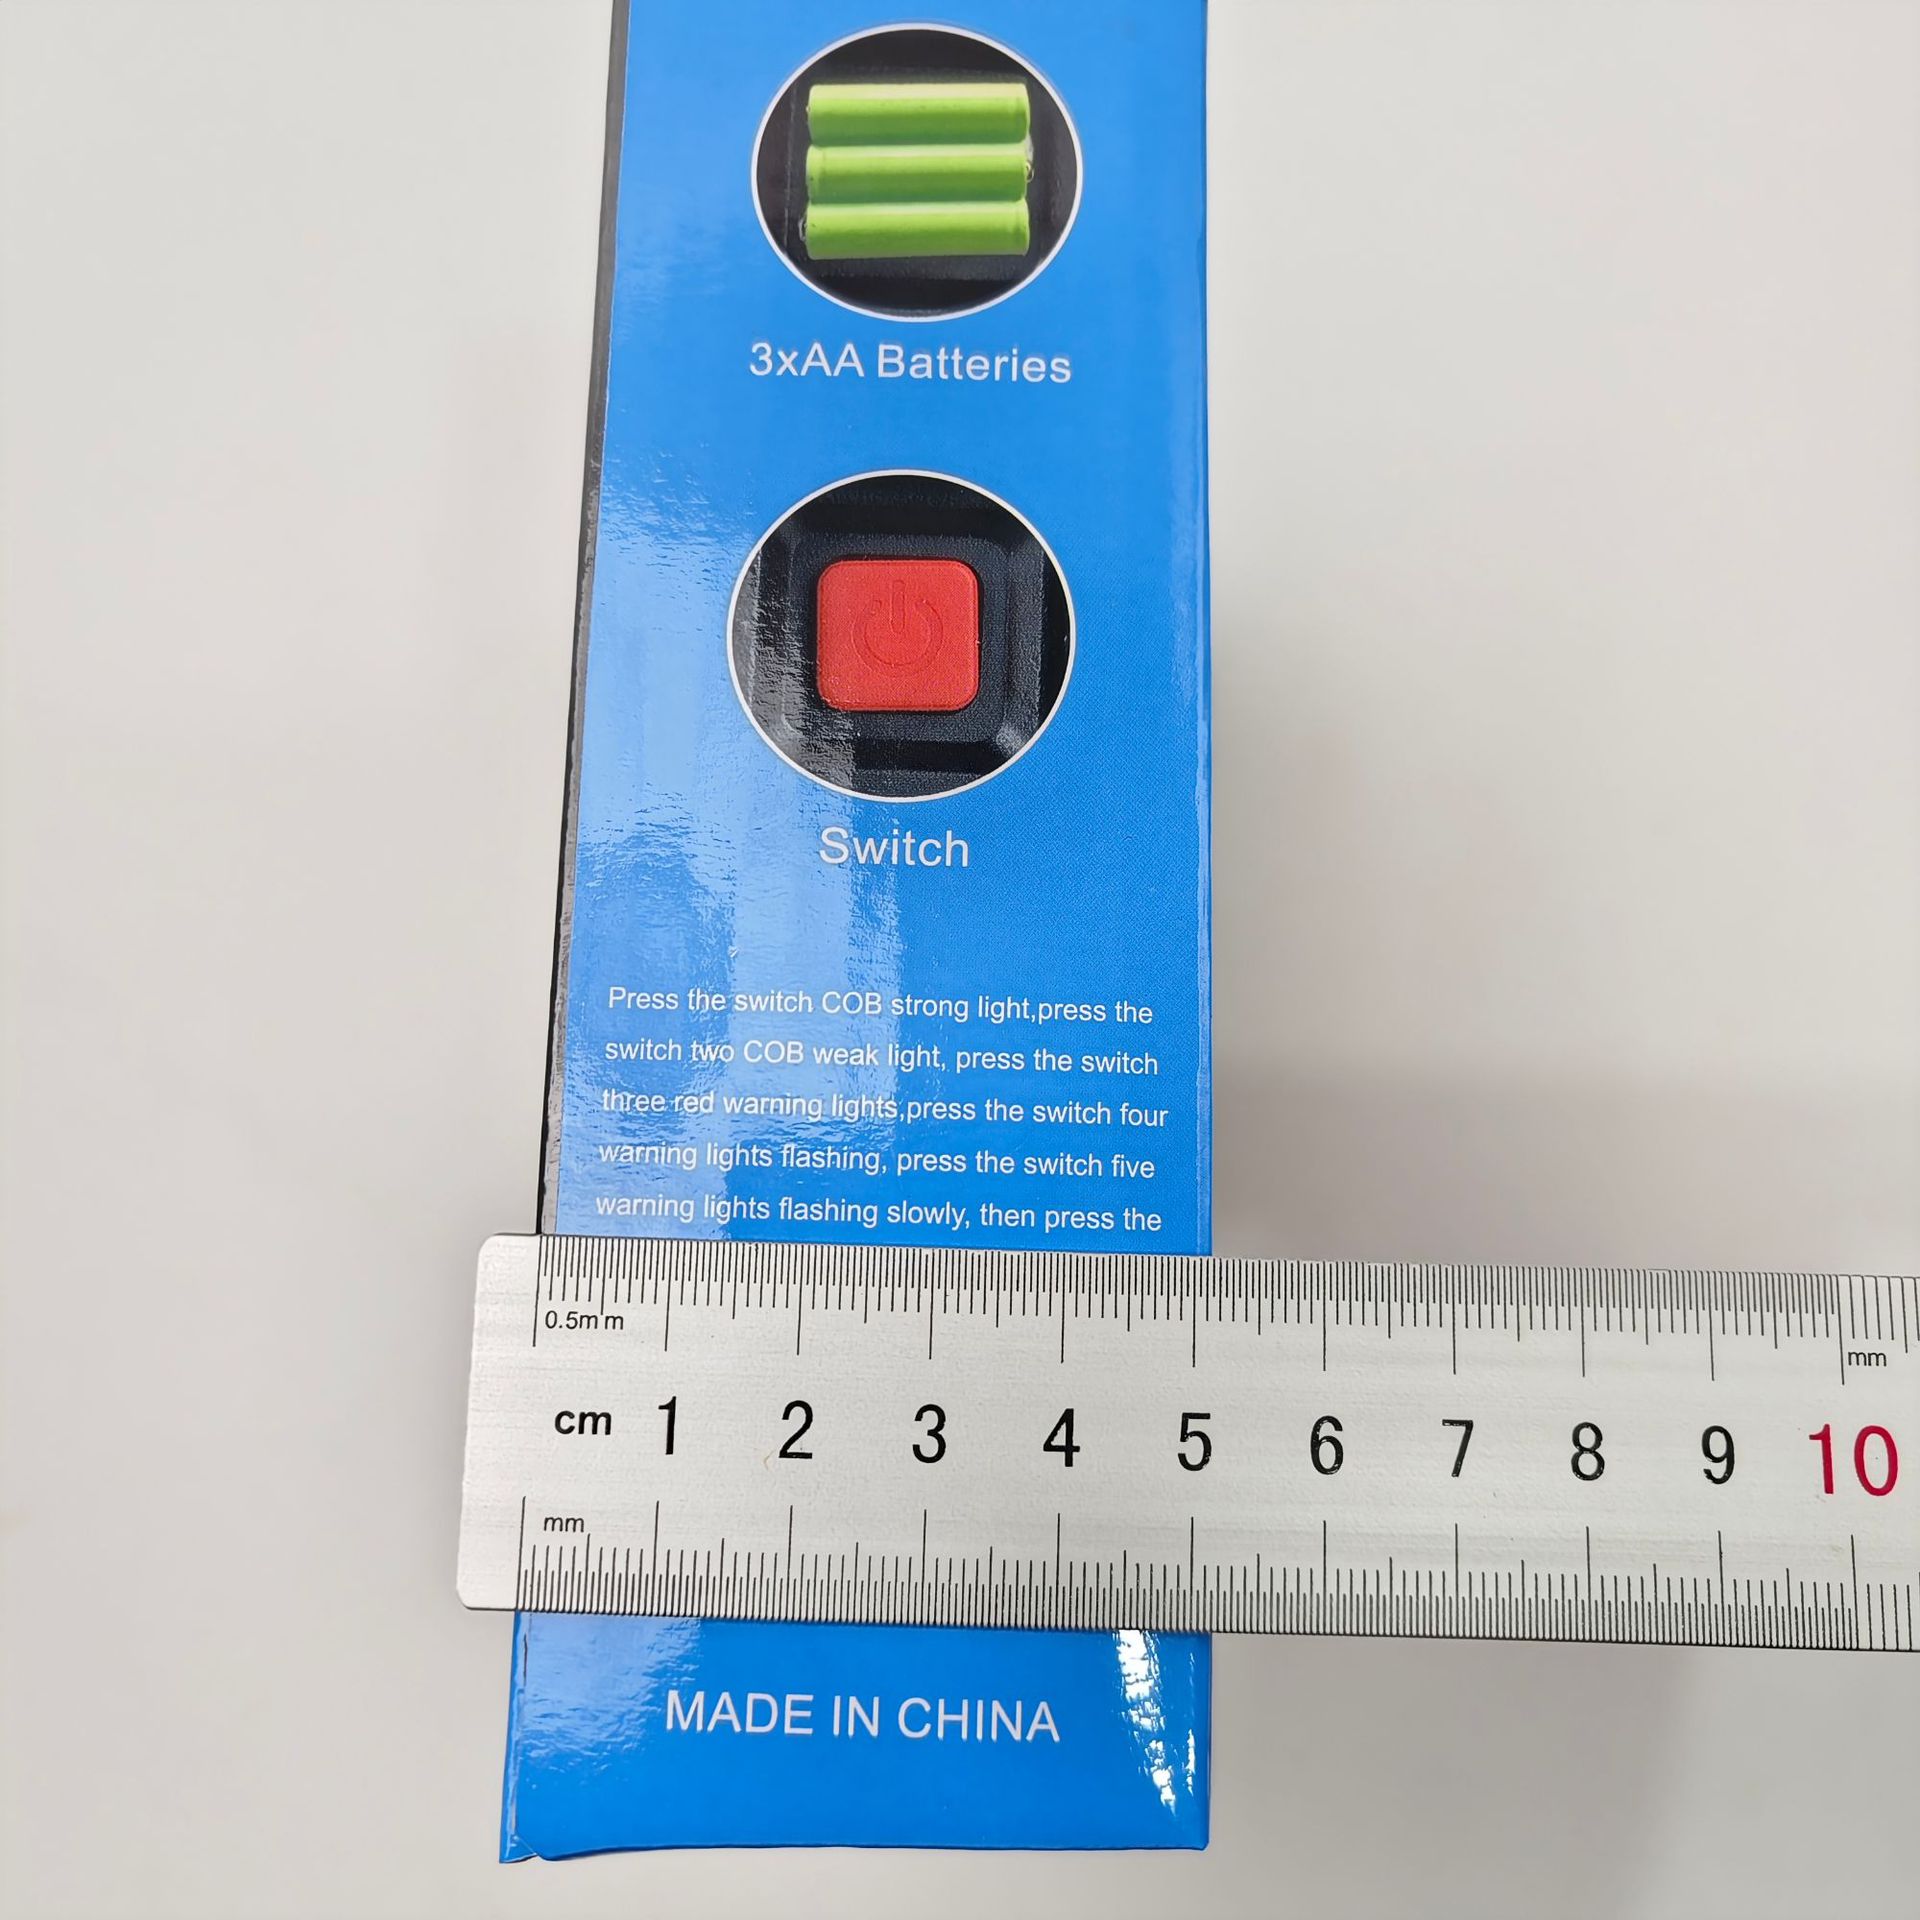 3xAA Batteries
Switch
Press the switch COB strong light,press the
switch two COB weak light, press the switch
three red warning lights,press the switch four
warning lights flashing, press the switch five
warning lights flashing slowly, then press the
0.5mm
mm
cm 1 2 3 4 5 6 7 8 9 10
mm
MADE IN CHINA